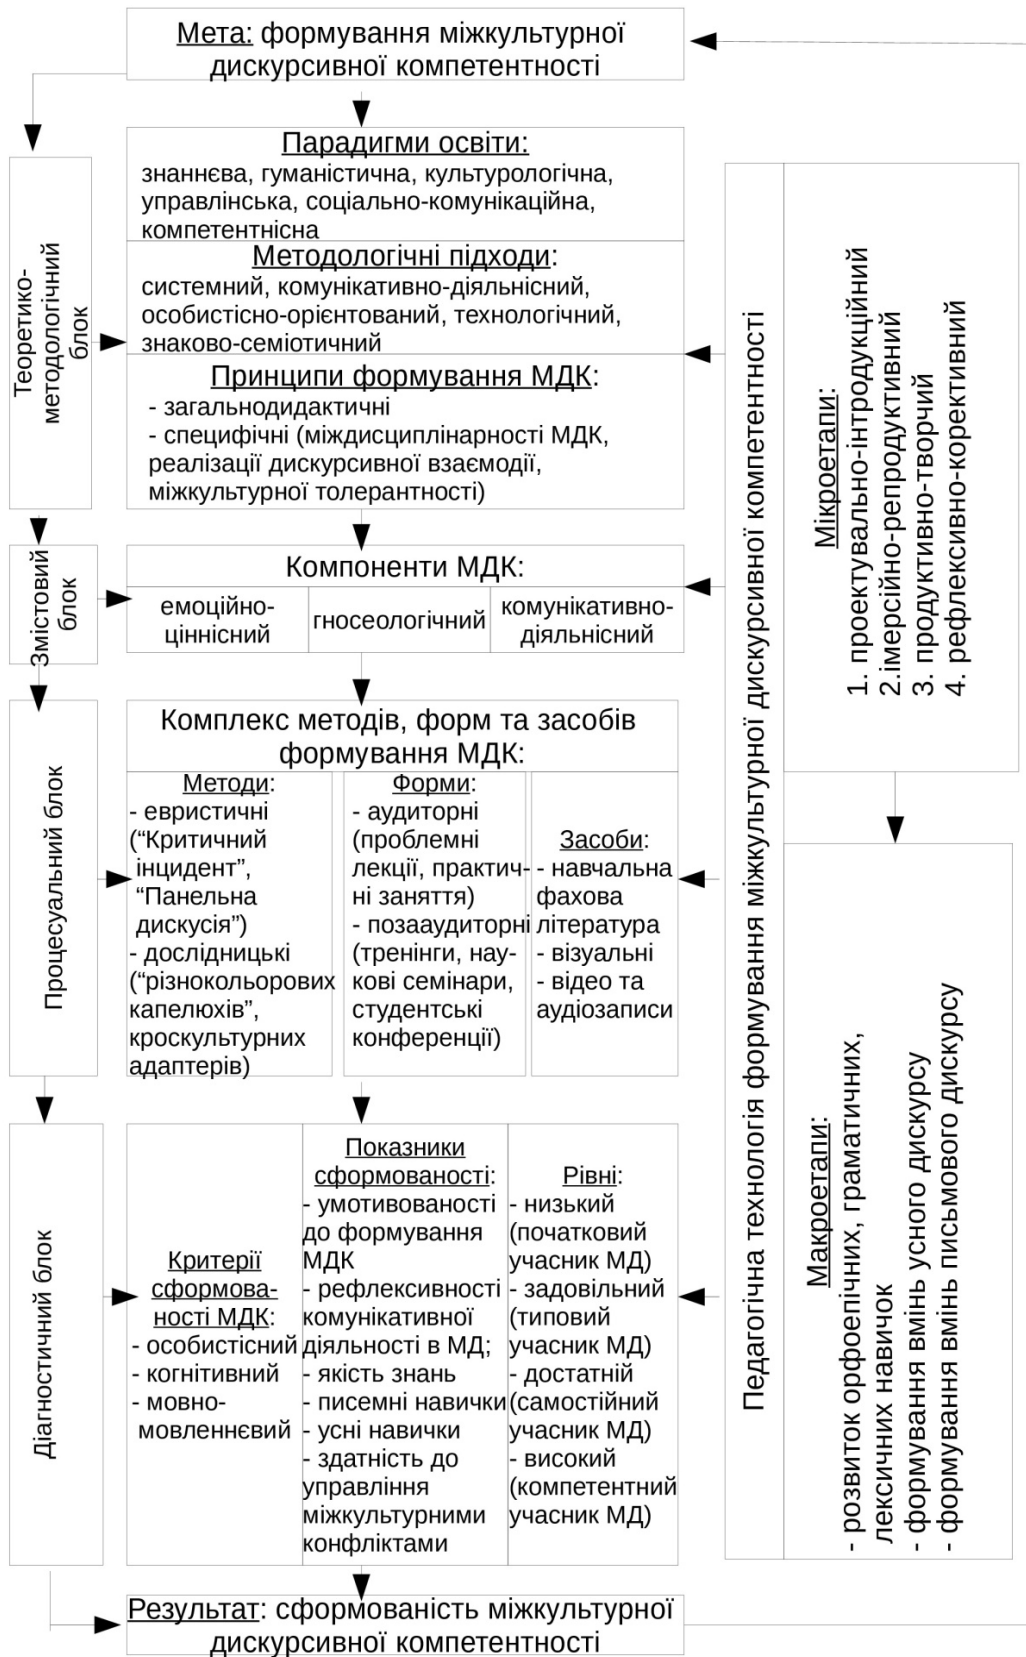 Мета: формування міжкультурної
дискурсивної компетентності
Теоретико-
методологічний
блок
Парадигми освіти:
знаннєва, гуманістична, культурологічна,
управлінська, соціально-комунікаційна,
компетентнісна
Методологічні підходи:
системний, комунікативно-діяльнісний,
особистісно-орієнтований, технологічний,
знаково-семіотичний
Принципи формування МДК:
- загальнодидактичні
- специфічні (міждисциплінарності МДК,
реалізації дискурсивної взаємодії,
міжкультурної толерантності)
Змістовий
блок
Компоненти МДК:
емоційно-
ціннісний
гносеологічний
комунікативно-
діяльнісний
Процесуальний блок
Комплекс методів, форм та засобів
формування МДК:
Методи:
- евристичні
(“Критичний
інцидент”,
“Панельна
дискусія”)
- дослідницькі
(“різнокольорових
капелюхів”,
кроскультурних
адаптерів)
Форми:
- аудиторні
(проблемні
лекції, практич-
ні заняття)
- позааудиторні
(тренінги, нау-
кові семінари,
студентські
конференції)
Засоби:
- навчальна
фахова
література
- візуальні
- відео та
аудіозаписи
Діагностичний блок
Критерії
сформова-
ності МДК:
- особистісний
- когнітивний
- мовно-
мовленнєвий
Показники
сформованості:
- умотивованості
до формування
МДК
- рефлексивності
комунікативної
діяльності в МД;
- якість знань
- писемні навички
- усні навички
- здатність до
управління
міжкультурними
конфліктами
Рівні:
- низький
(початковий
учасник МД)
- задовільний
(типовий
учасник МД)
- достатній
(самостійний
учасник МД)
- високий
(компетентний
учасник МД)
Результат: сформованість міжкультурної
дискурсивної компетентності
Педагогічна технологія формування міжкультурної дискурсивної компетентності
Мікроетапи:
1. проектувально-інтродукційний
2.імерсійно-репродуктивний
3. продуктивно-творчий
4. рефлексивно-корективний
Макроетапи:
- розвиток орфоепічних, граматичних,
лексичних навичок
- формування вмінь усного дискурсу
- формування вмінь письмового дискурсу